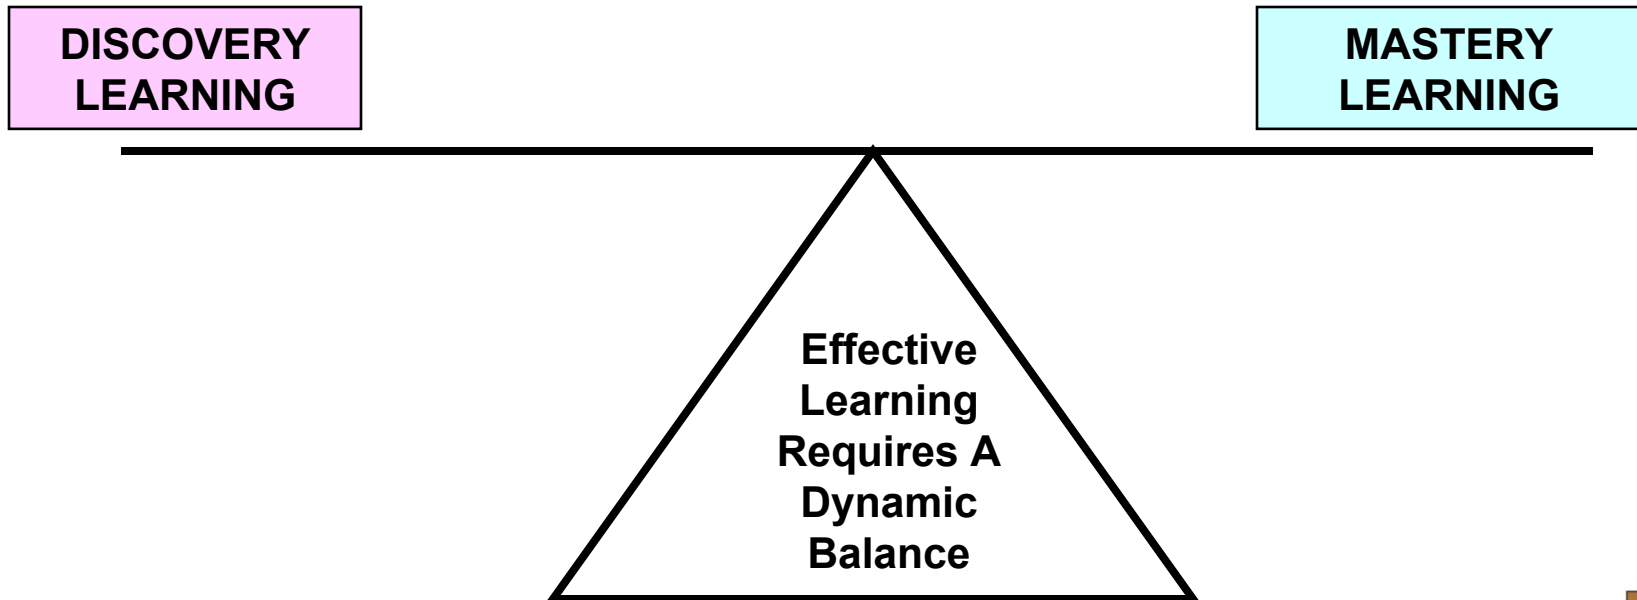 DISCOVERY
LEARNING
MASTERY
LEARNING
Effective
Learning
Requires A
Dynamic
Balance